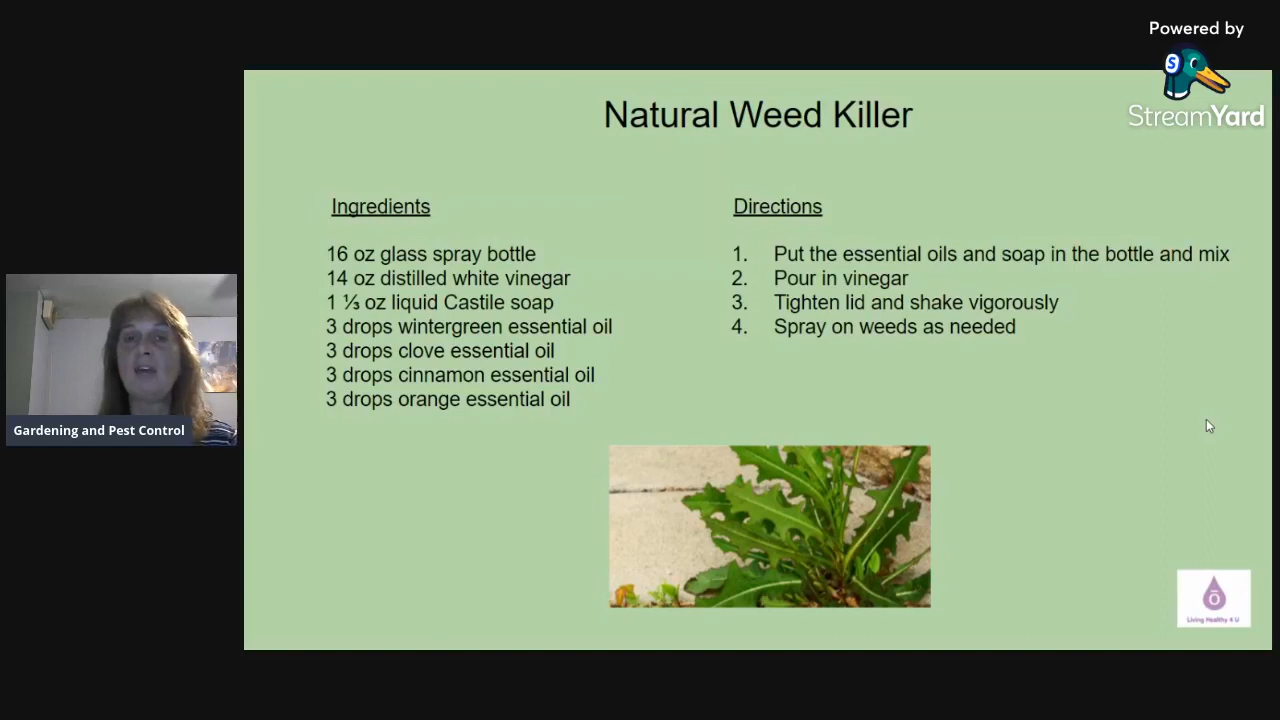 Powered by
StreamYard
Natural Weed Killer
Ingredients
16 oz glass spray bottle
14 oz distilled white vinegar
1 ⅓ oz liquid Castile soap
3 drops wintergreen essential oil
3 drops clove essential oil
3 drops cinnamon essential oil
3 drops orange essential oil
Directions
1. Put the essential oils and soap in the bottle and mix
2. Pour in vinegar
3. Tighten lid and shake vigorously
4. Spray on weeds as needed
Gardening and Pest Control
Living Healthy 4 U